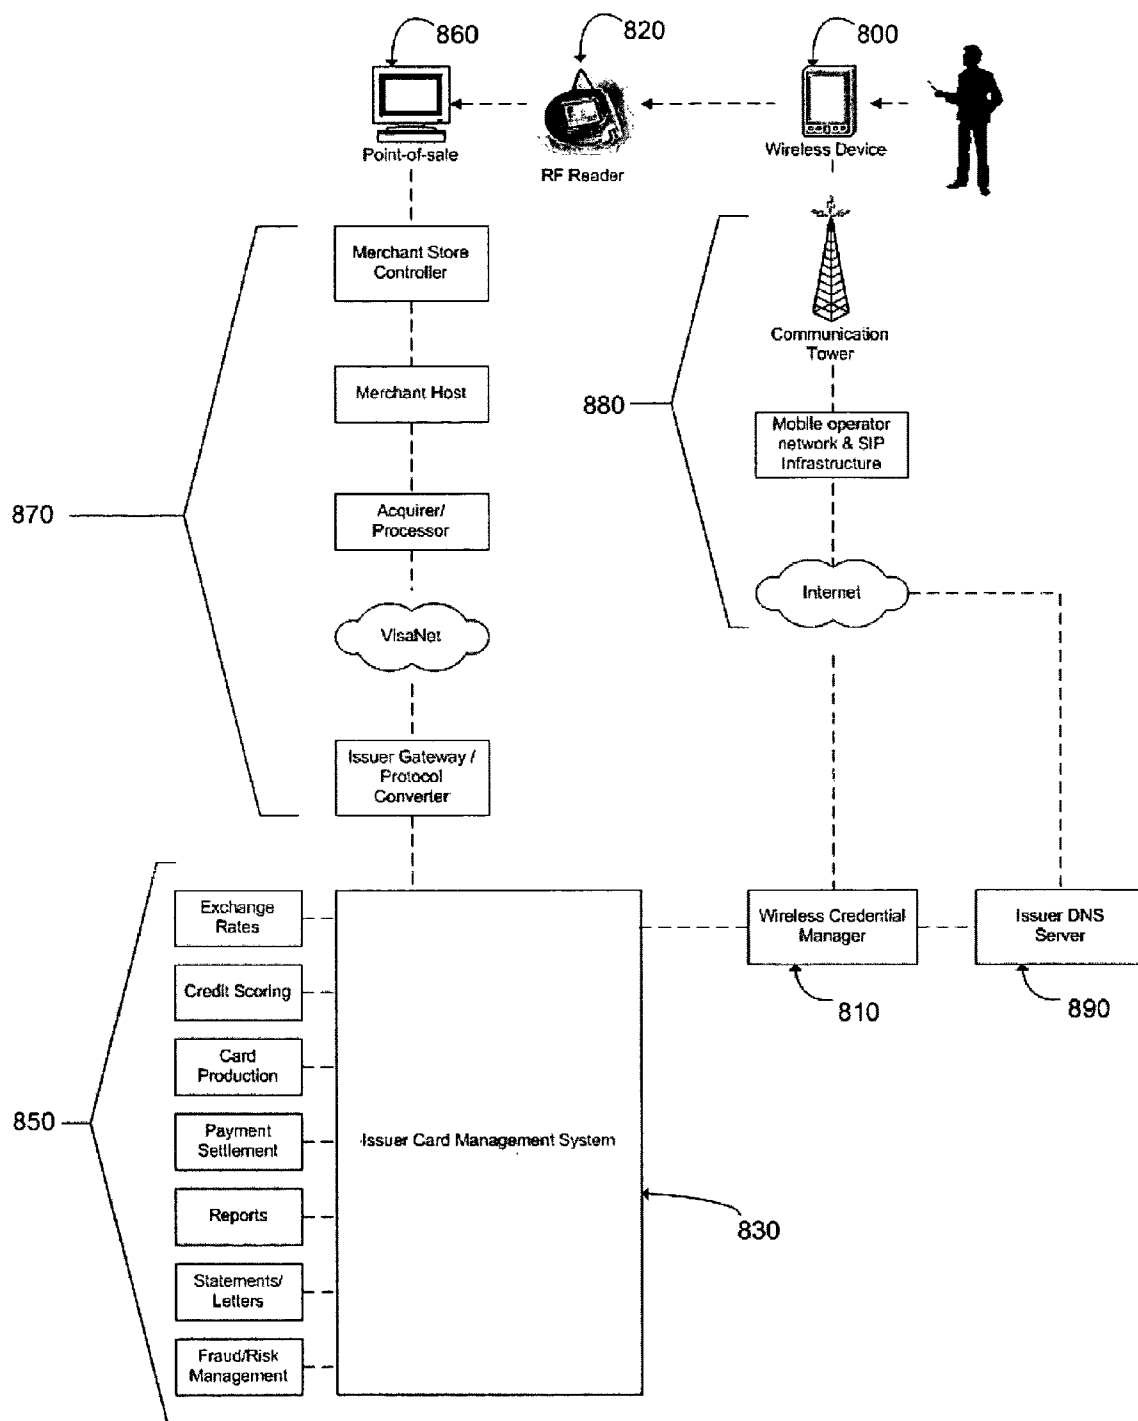 860
820
800
Point-of-sale
RF Reader
Wireless Device
Merchant Store
Controller
Communication
Tower
Merchant Host
880
Mobile operator
network & SIP
Infrastructure
870
Acquirer/
Processor
Internet
VisaNet
Issuer Gateway /
Protocol
Converter
Exchange
Rates
Wireless Credential
Manager
Issuer DNS
Server
Credit Scoring
810
890
Card
Production
850
Payment
Settlement
Issuer Card Management System
Reports
830
Statements/
Letters
Fraud/Risk
Management